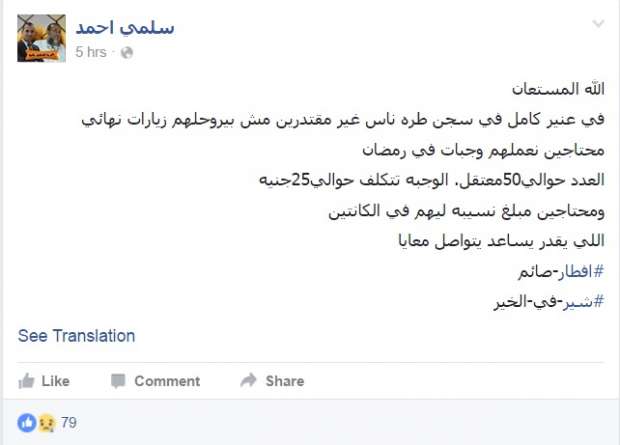 سلمي احمد
5 hrs ·
الله المستعان
في عنبر كامل في سجن طره ناس غير مقتدرين مش بيروحلهم زيارات نهائي
محتاجين نعملهم وجبات في رمضان
العدد حوالي50معتقل. الوجبه تتكلف حوالي25جنيه
ومحتاجين مبلغ نسيبه ليهم في الكانتين
اللي يقدر يساعد يتواصل معايا
#افطار-صائم
#شير-في-الخير
See Translation
Like Comment Share
79